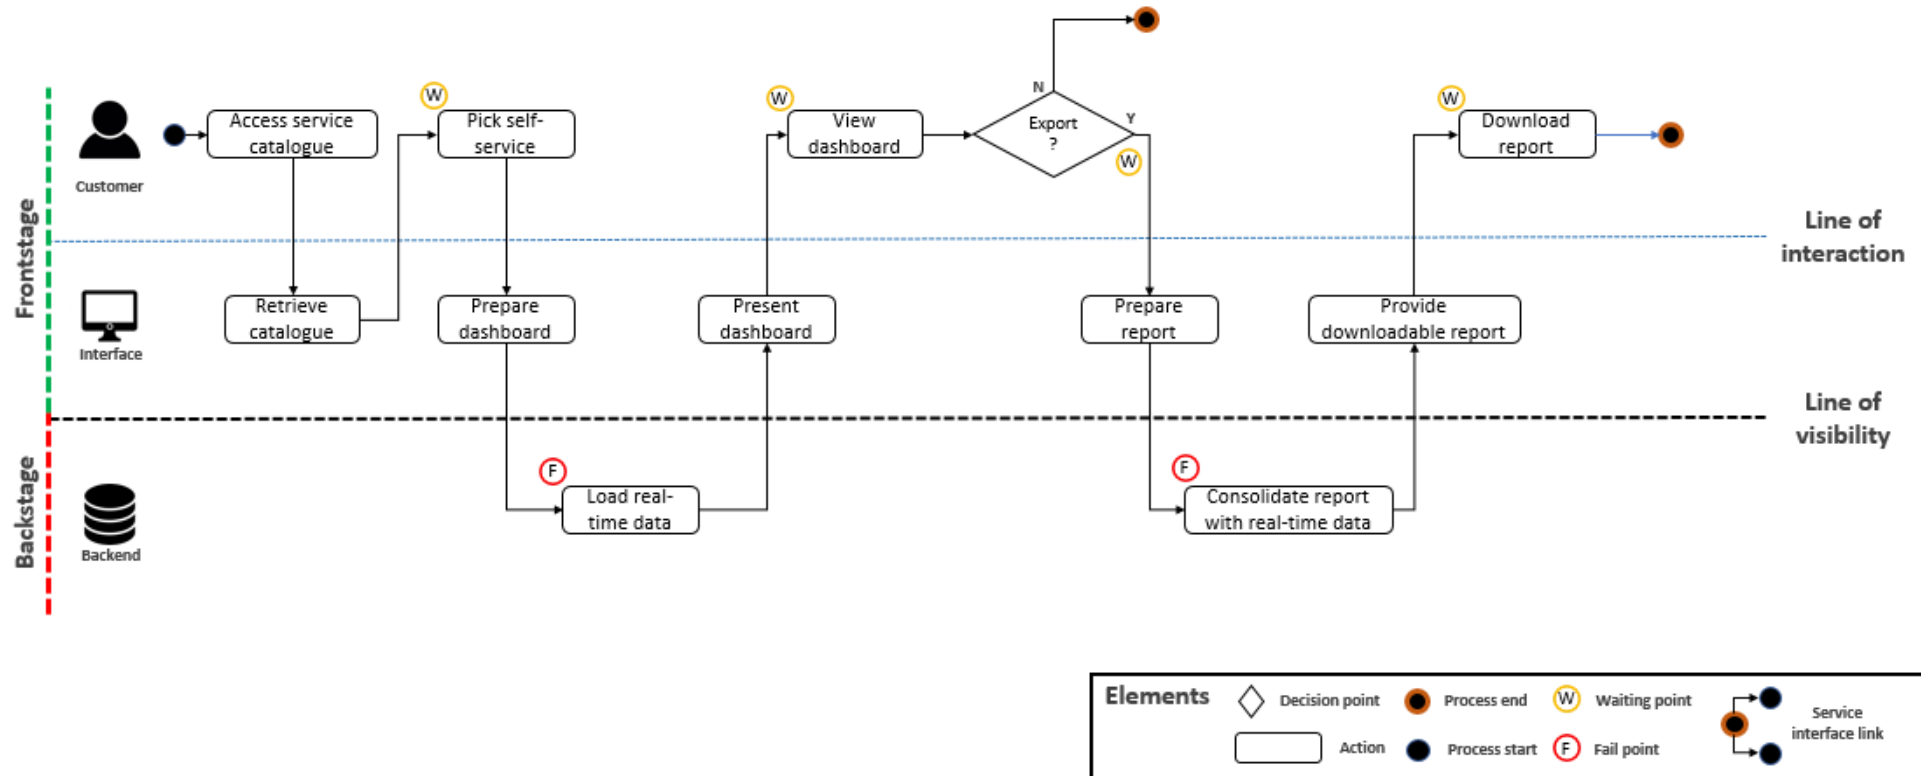 N
W
Access service
catalogue
Pick self-
service
W
View
dashboard
Export
?
Y
W
W
Download
report
Customer
Frontstage
Line of
interaction
Retrieve
catalogue
Prepare
dashboard
Present
dashboard
Prepare
report
Provide
downloadable report
Interface
Line of
visibility
Backstage
F
Load real-
time data
F
Consolidate report
with real-time data
Backend
Elements
Decision point
Process end
W
Waiting point
Service
interface link
Action
Process start
F
Fail point